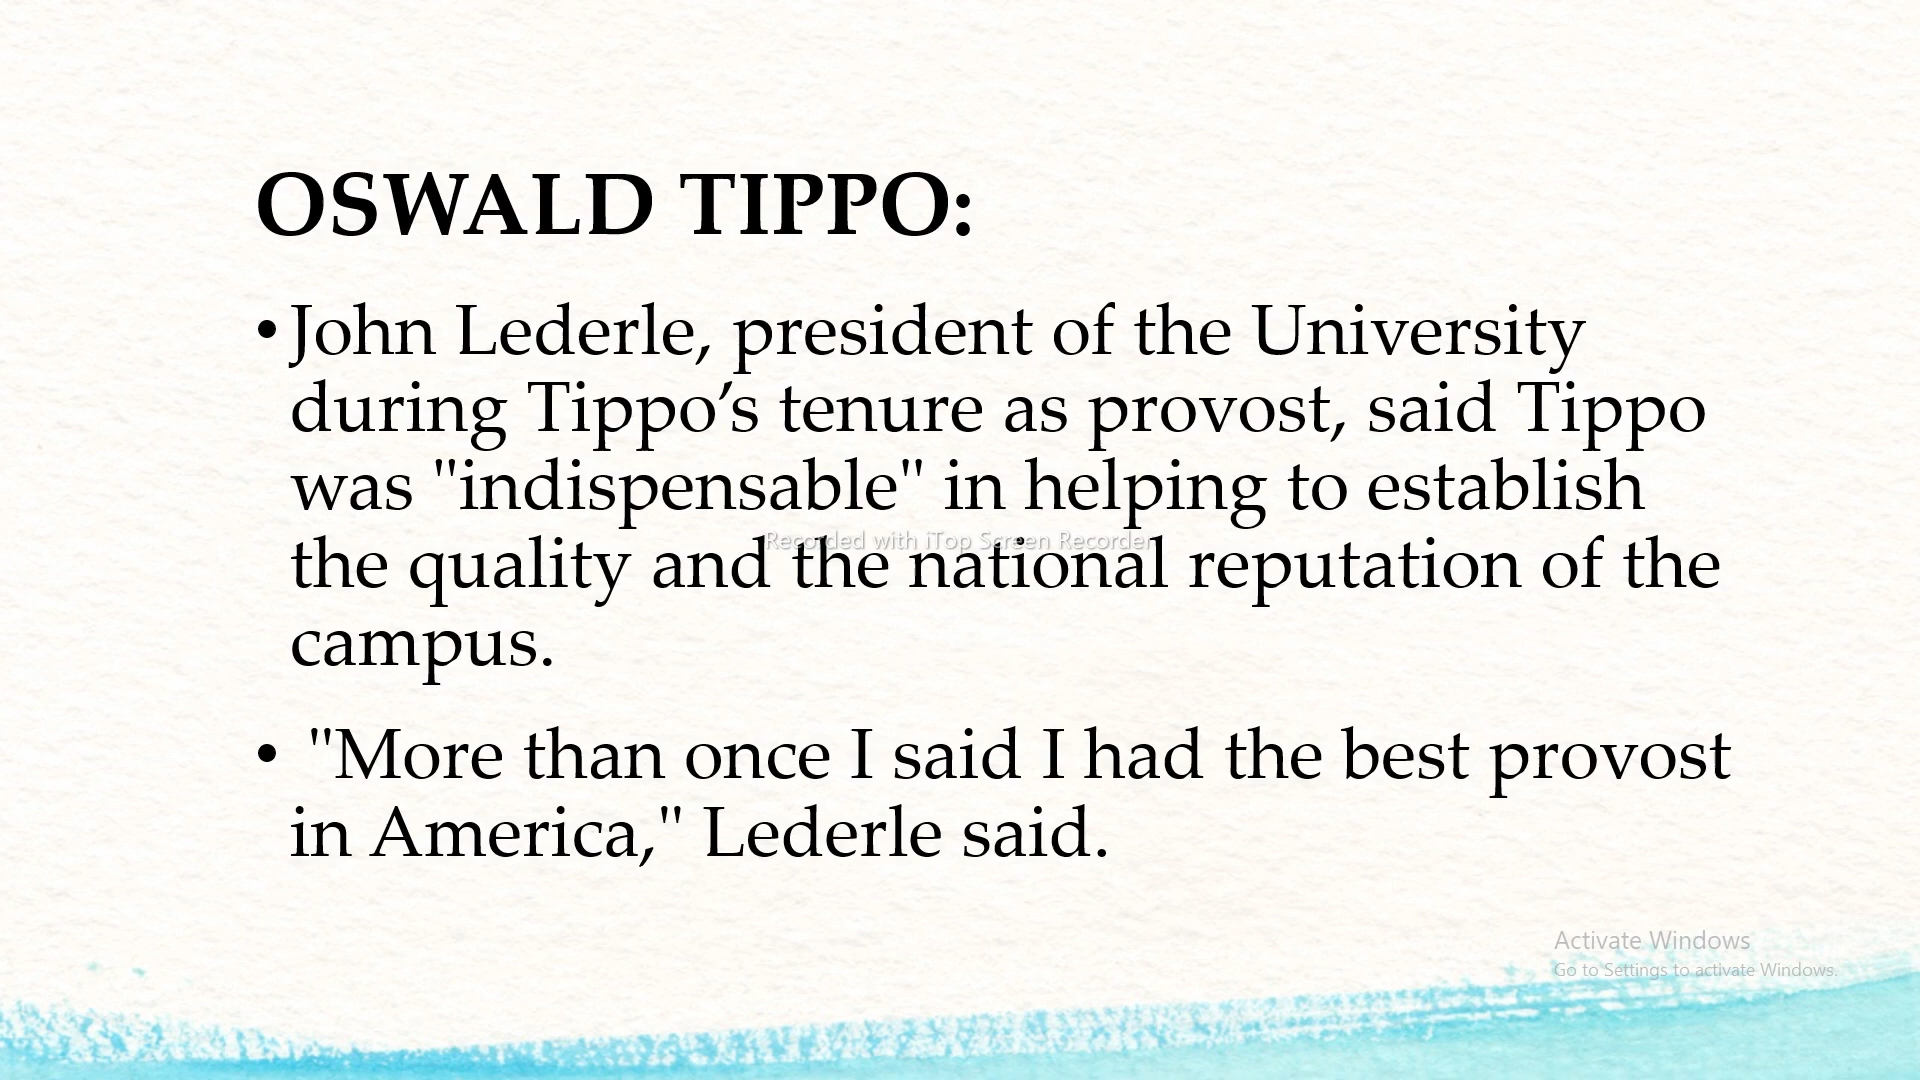 OSWALD TIPPO:
• John Lederle, president of the University
during Tippo’s tenure as provost, said Tippo
was "indispensable" in helping to establish
Recorded with iTop Screen Recorder
the quality and the national reputation of the
campus.
• "More than once I said I had the best provost
in America," Lederle said.
Activate Windows
Go to Settings to activate Windows.